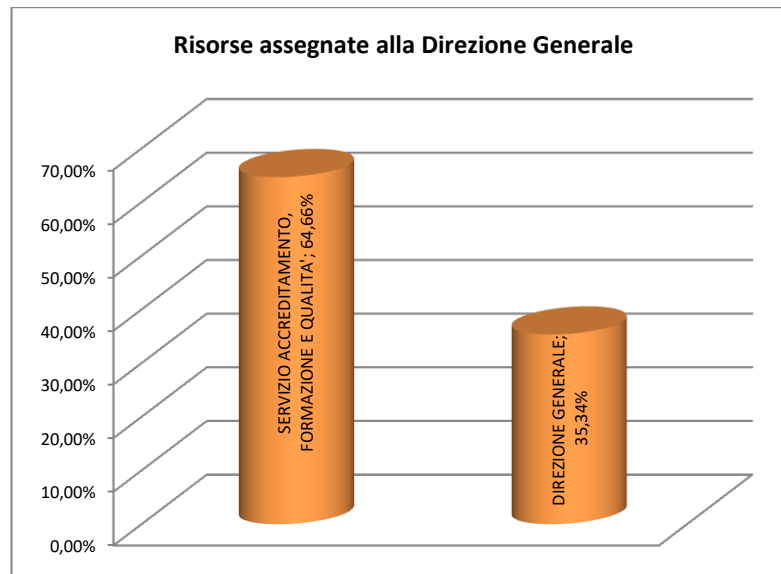 Risorse assegnate alla Direzione Generale
70,00%
60,00%
50,00%
40,00%
30,00%
20,00%
10,00%
0,00%
SERVIZIO ACCREDITAMENTO,
FORMAZIONE E QUALITA'; 64,66%
DIREZIONE GENERALE;
35,34%